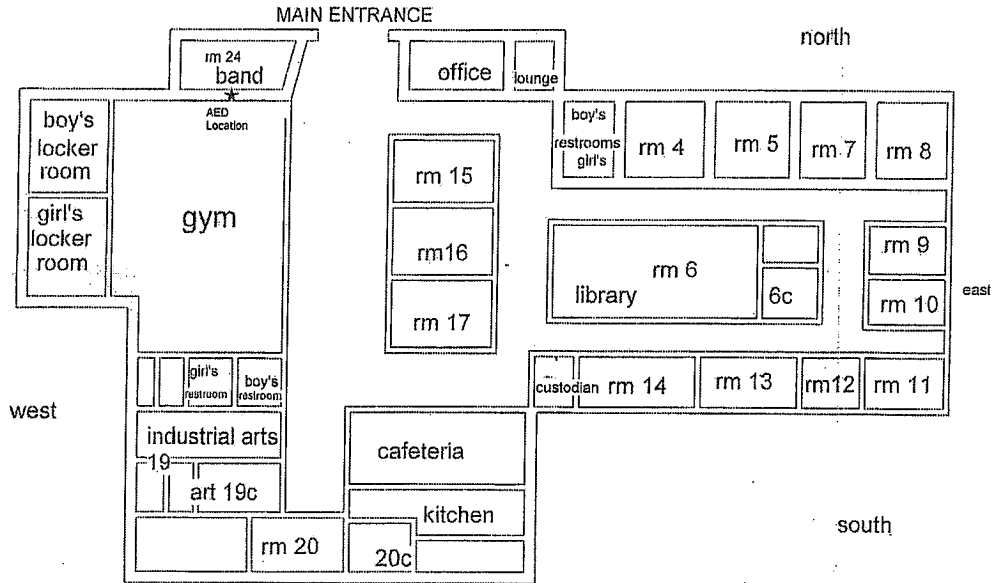 MAIN ENTRANCE
north
rm 24
band
office
lounge
AED
Location
boy's
locker
room
boy's
restrooms
girl's
rm 4
rm 5
rm 7
rm 8
rm 15
gym
girl's
locker
room
rm16
rm 6
library
6c
rm 9
rm 10
east
rm 17
girl's
restroom
boy's
restroom
custodian
rm 14
rm 13
rm12
rm 11
west
industrial arts
19
art 19c
cafeteria
kitchen
south
rm 20
20c